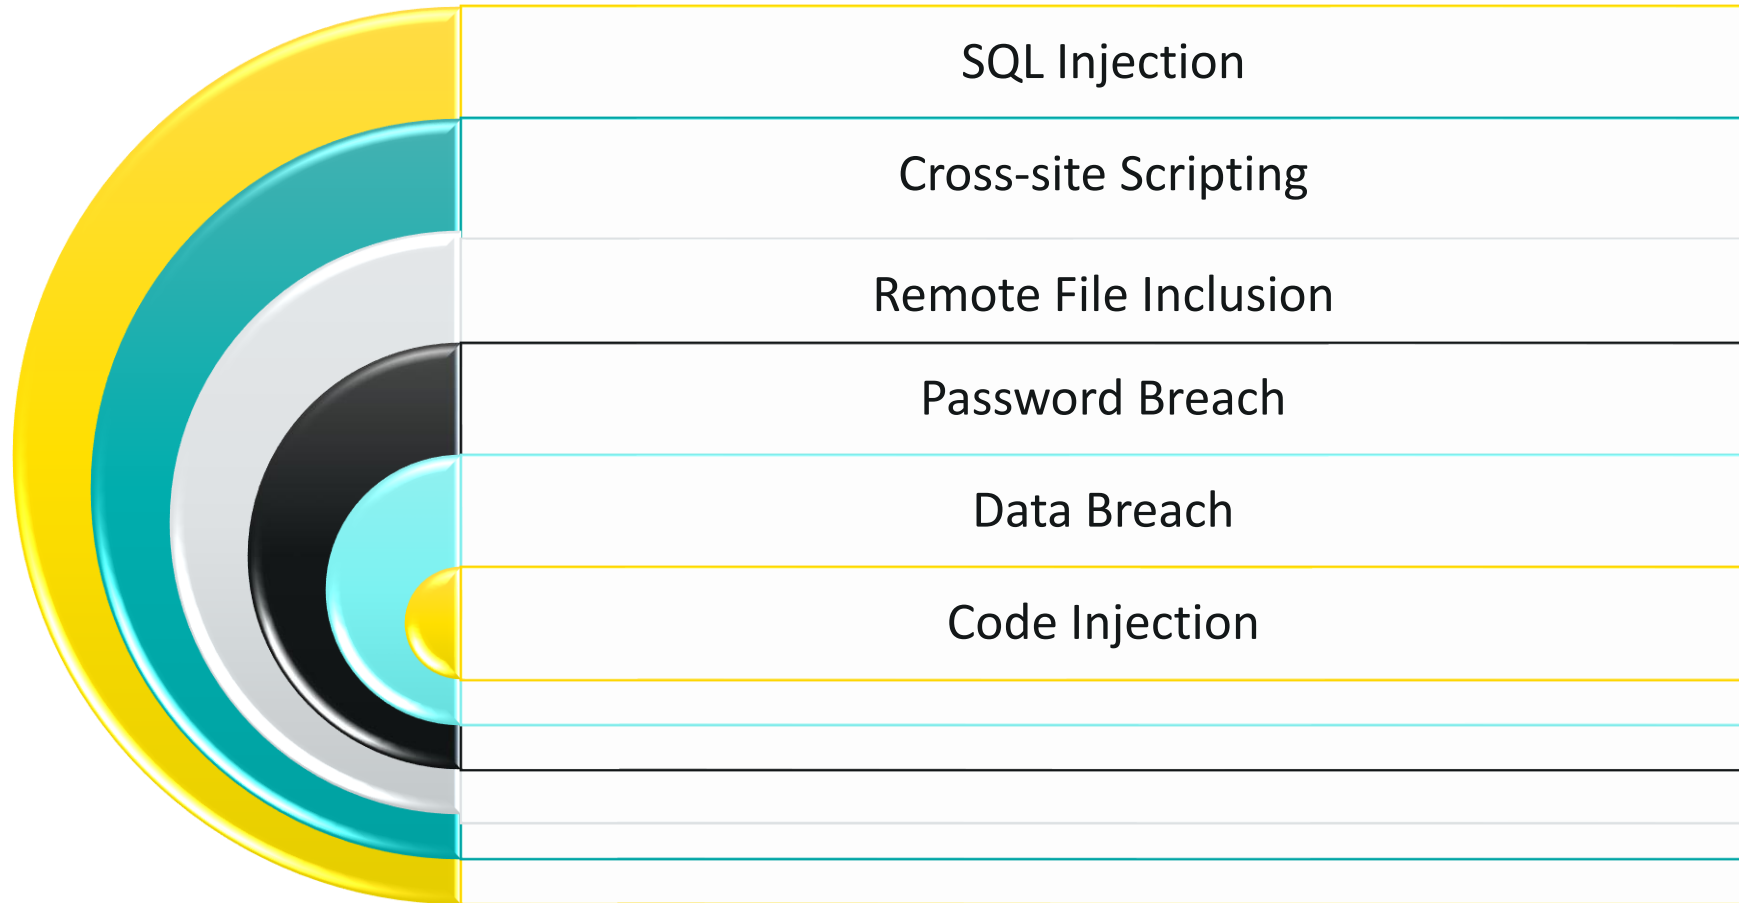 SQL Injection
Cross-site Scripting
Remote File Inclusion
Password Breach
Data Breach
Code Injection